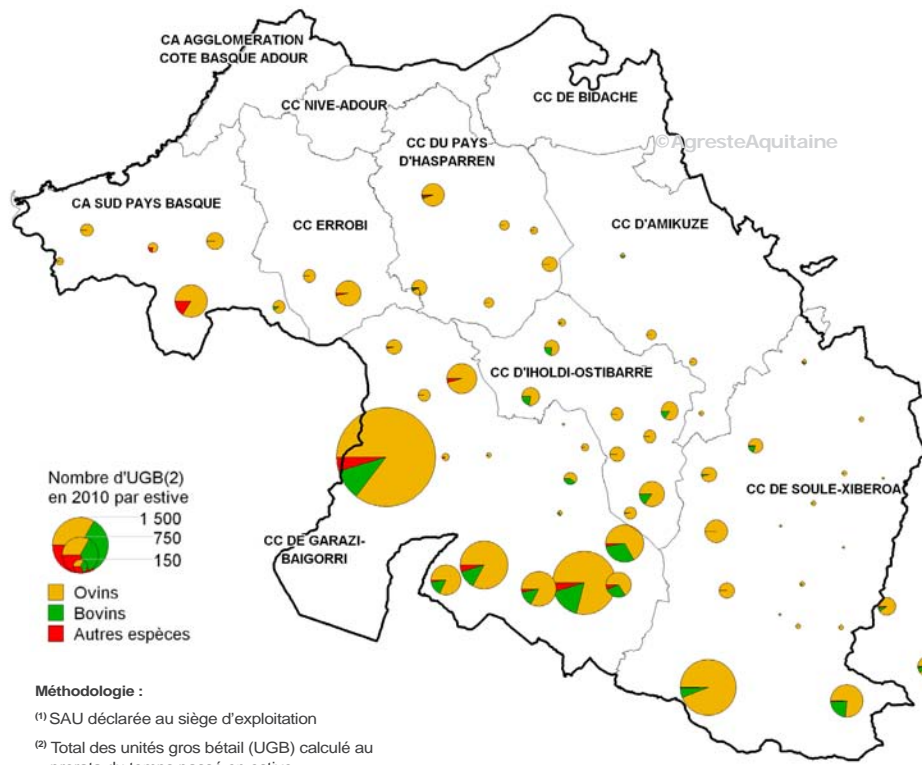 CA AGGLOMERATION
COTE BASQUE ADOUR
CC DE BIDACHE
CC NIVE-ADOUR
©AgresteAquitaine
CC DU PAYS
D'HASPARREN
CA SUD PAYS BASQUE
CC ERROBI
CC D'AMIKUZE
CC D'IHOLDI-OSTIBARRE
CC DE SOULE-XIBEROA
CC DE GARAZI-
BAIGORRI
Nombre d'UGB(2)
en 2010 par estive
1 500
750
150
Ovins
Bovins
Autres espèces
Méthodologie :
(1) SAU déclarée au siège d'exploitation
(2) Total des unités gros bétail (UGB) calculé au